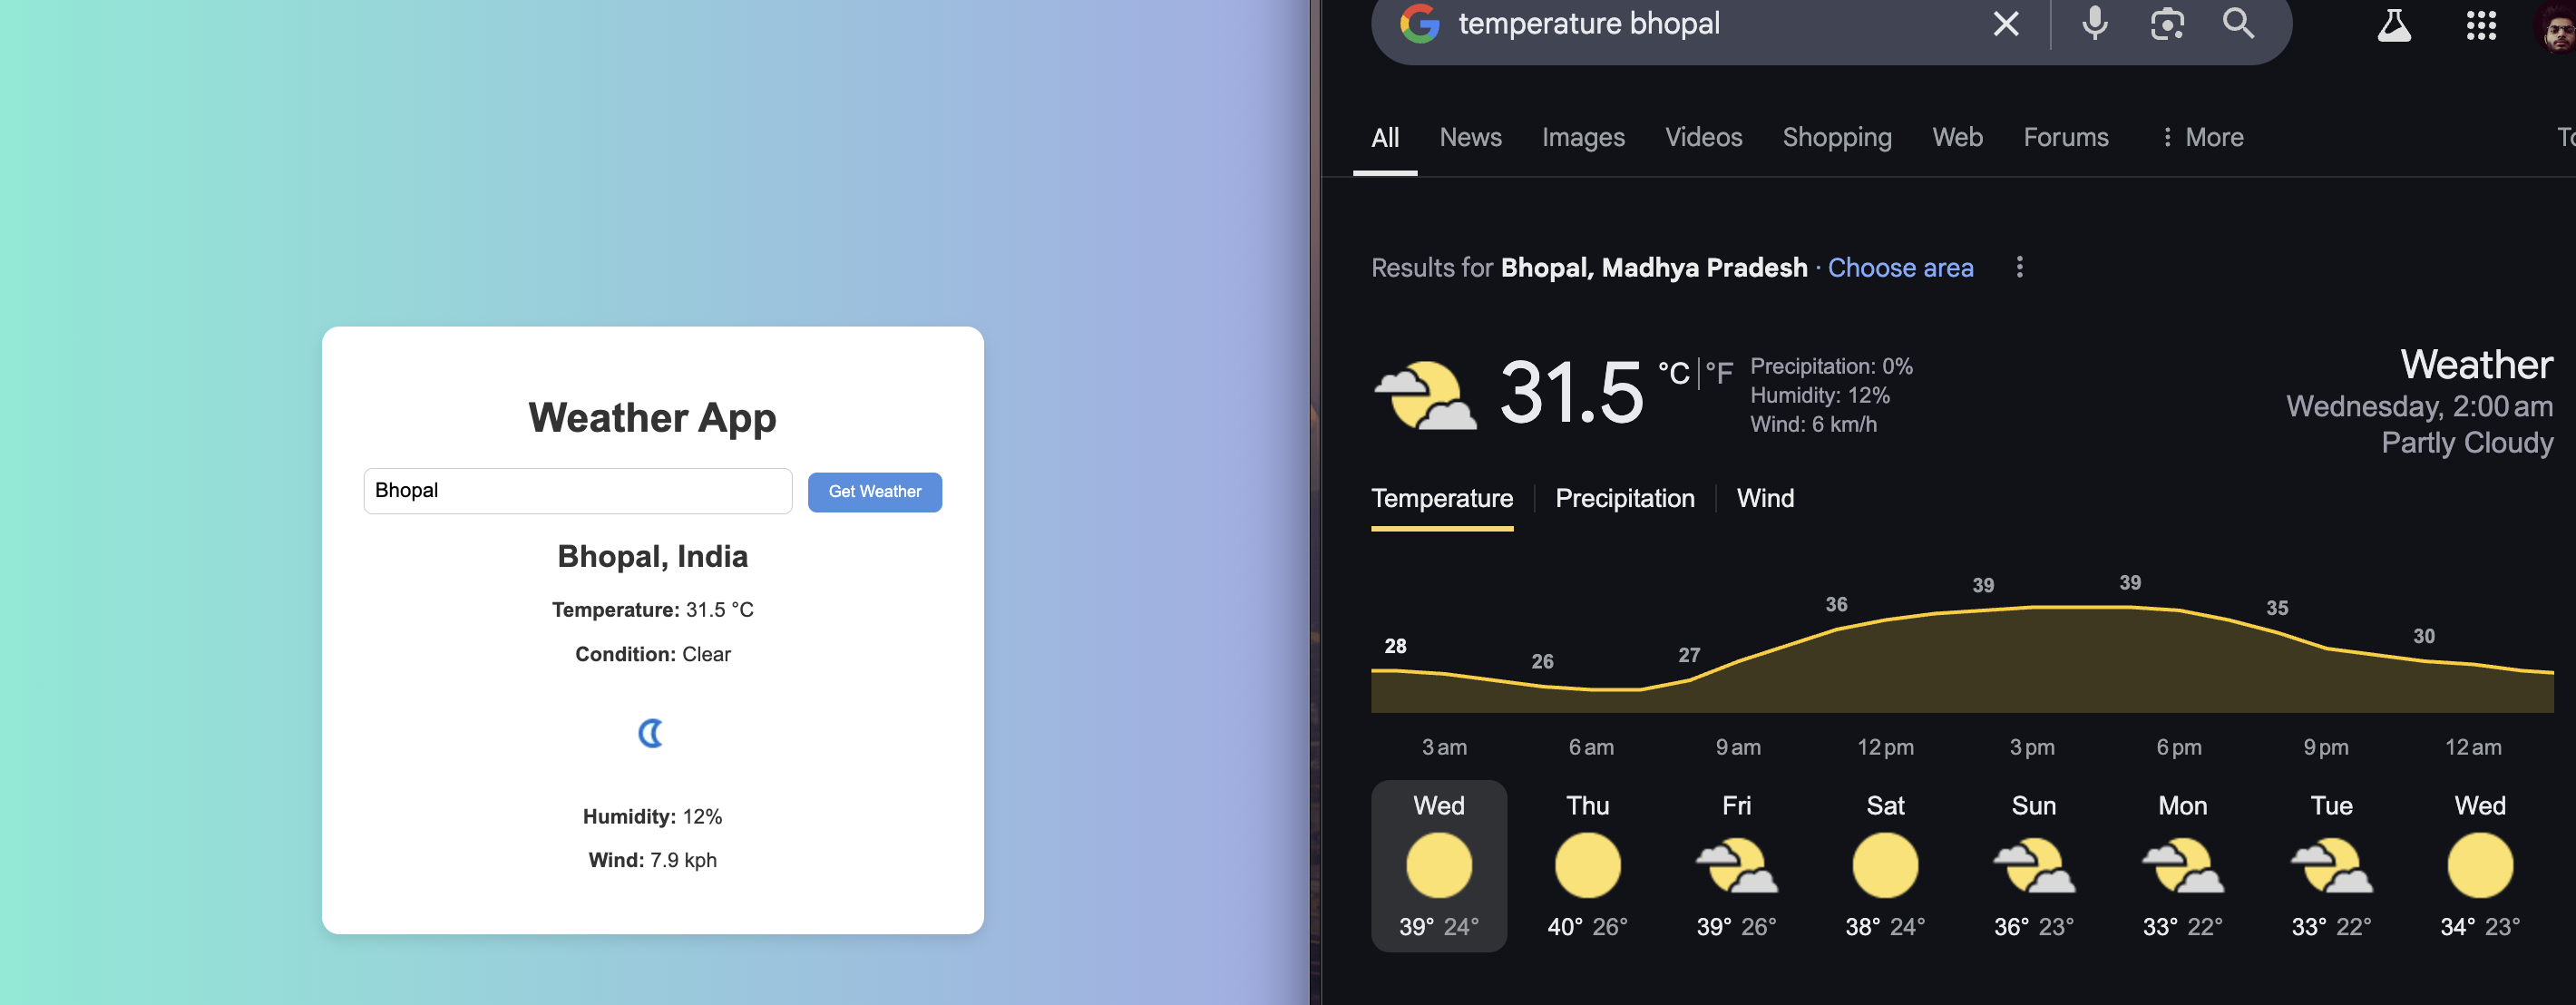 Weather App
Bhopal
Get Weather
Bhopal, India
Temperature: 31.5 °C
Condition: Clear
Humidity: 12%
Wind: 7.9 kph
temperature bhopal
All News Images Videos Shopping Web Forums More To
Results for Bhopal, Madhya Pradesh · Choose area
31.5 °C | °F
Precipitation: 0%
Humidity: 12%
Wind: 6 km/h
Weather
Wednesday, 2:00 am
Partly Cloudy
Temperature Precipitation Wind
28 26 27 36 39 39 35 30
3 am 6 am 9 am 12 pm 3 pm 6 pm 9 pm 12 am
Wed Thu Fri Sat Sun Mon Tue Wed
39° 24° 40° 26° 39° 26° 38° 24° 36° 23° 33° 22° 33° 22° 34° 23°